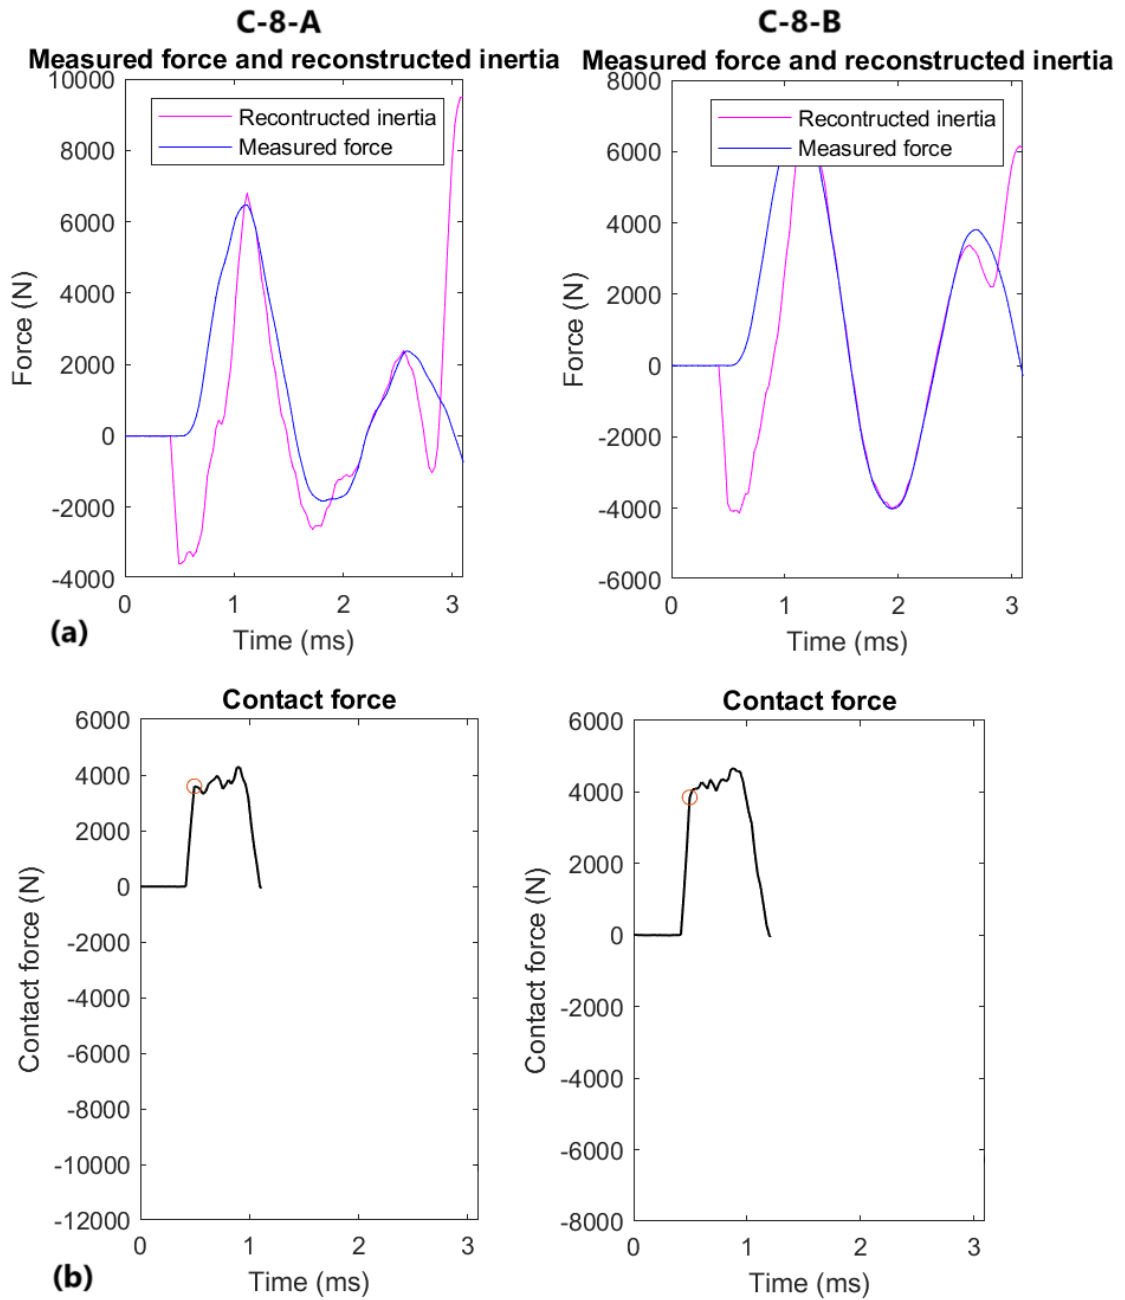 C-8-A
C-8-B
Measured force and reconstructed inertia
Measured force and reconstructed inertia
10000
8000
6000
4000
2000
0
-2000
-4000
Force (N)
Recontructed inertia
Measured force
0 1 2 3
Time (ms)
8000
6000
4000
2000
0
-2000
-4000
-6000
Force (N)
Recontructed inertia
Measured force
0 1 2 3
Time (ms)
(a)
Contact force
6000
4000
2000
0
-2000
-4000
-6000
-8000
-10000
-12000
Contact force (N)
0 1 2 3
Time (ms)
Contact force
6000
4000
2000
0
-2000
-4000
-6000
-8000
Contact force (N)
0 1 2 3
Time (ms)
(b)